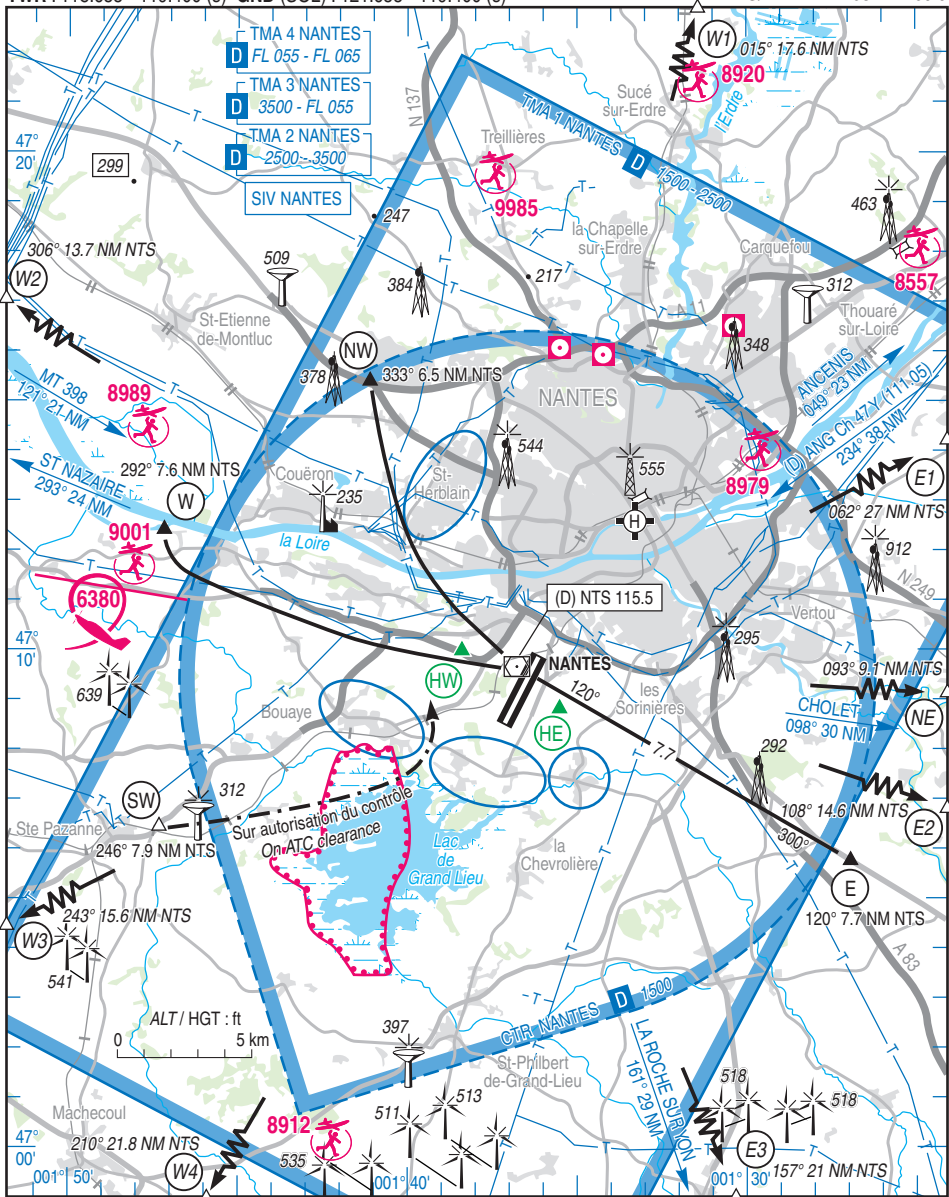 TMA 4 NANTES
D FL 055 - FL 065
TMA 3 NANTES
D 3500 - FL 055
TMA 2 NANTES
D 2500 - 3500
SIV NANTES
N 137
W1
015° 17.6 NM NTS
8920
Sucé
sur-Erdre
l'Erdre
TMA 1 NANTES D 1500 - 2500
Treillières
9985
47°
20'
299
247
463
la Chapelle
sur-Erdre
Carquefou
8557
306° 13.7 NM NTS
W2
509
384
217
A 11
312
Thouaré
sur-Loire
St-Etienne
de-Montluc
348
NW
333° 6.5 NM NTS
378
NANTES
MT 398
121° 21 NM
8989
ANCENIS
049° 23 NM
(D) ANG Ch 47 Y (111.05)
234° 38 NM
544
555
8979
292° 7.6 NM NTS
ST NAZAIRE
293° 24 NM
W
Couëron
235
St-
Herblain
E1
062° 27 NM NTS
H
9001
la Loire
912
N 249
6380
(D) NTS 115.5
Vertou
295
47°
10'
NANTES
639
HW
120°
093° 9.1 NM NTS
Bouaye
HE
les
Sorinières
CHOLET
098° 30 NM
NE
7.7
292
SW
312
Ste Pazanne
246° 7.9 NM NTS
Sur autorisation du contrôle
On ATC clearance
108° 14.6 NM NTS
E2
300°
Lac
de
Grand Lieu
la
Chevrolière
E
120° 7.7 NM NTS
243° 15.6 NM NTS
W3
541
A 83
ALT / HGT : ft
0 5 km
CTR NANTES D 1500
397
LA ROCHE SUR YON
161° 29 NM
St-Philbert
de-Grand-Lieu
518
518
513
511
Machecoul
8912
210° 21.8 NM NTS
535
W4
E3
157° 21 NM NTS
47°
00'
001° 50'
001° 40'
001° 30'